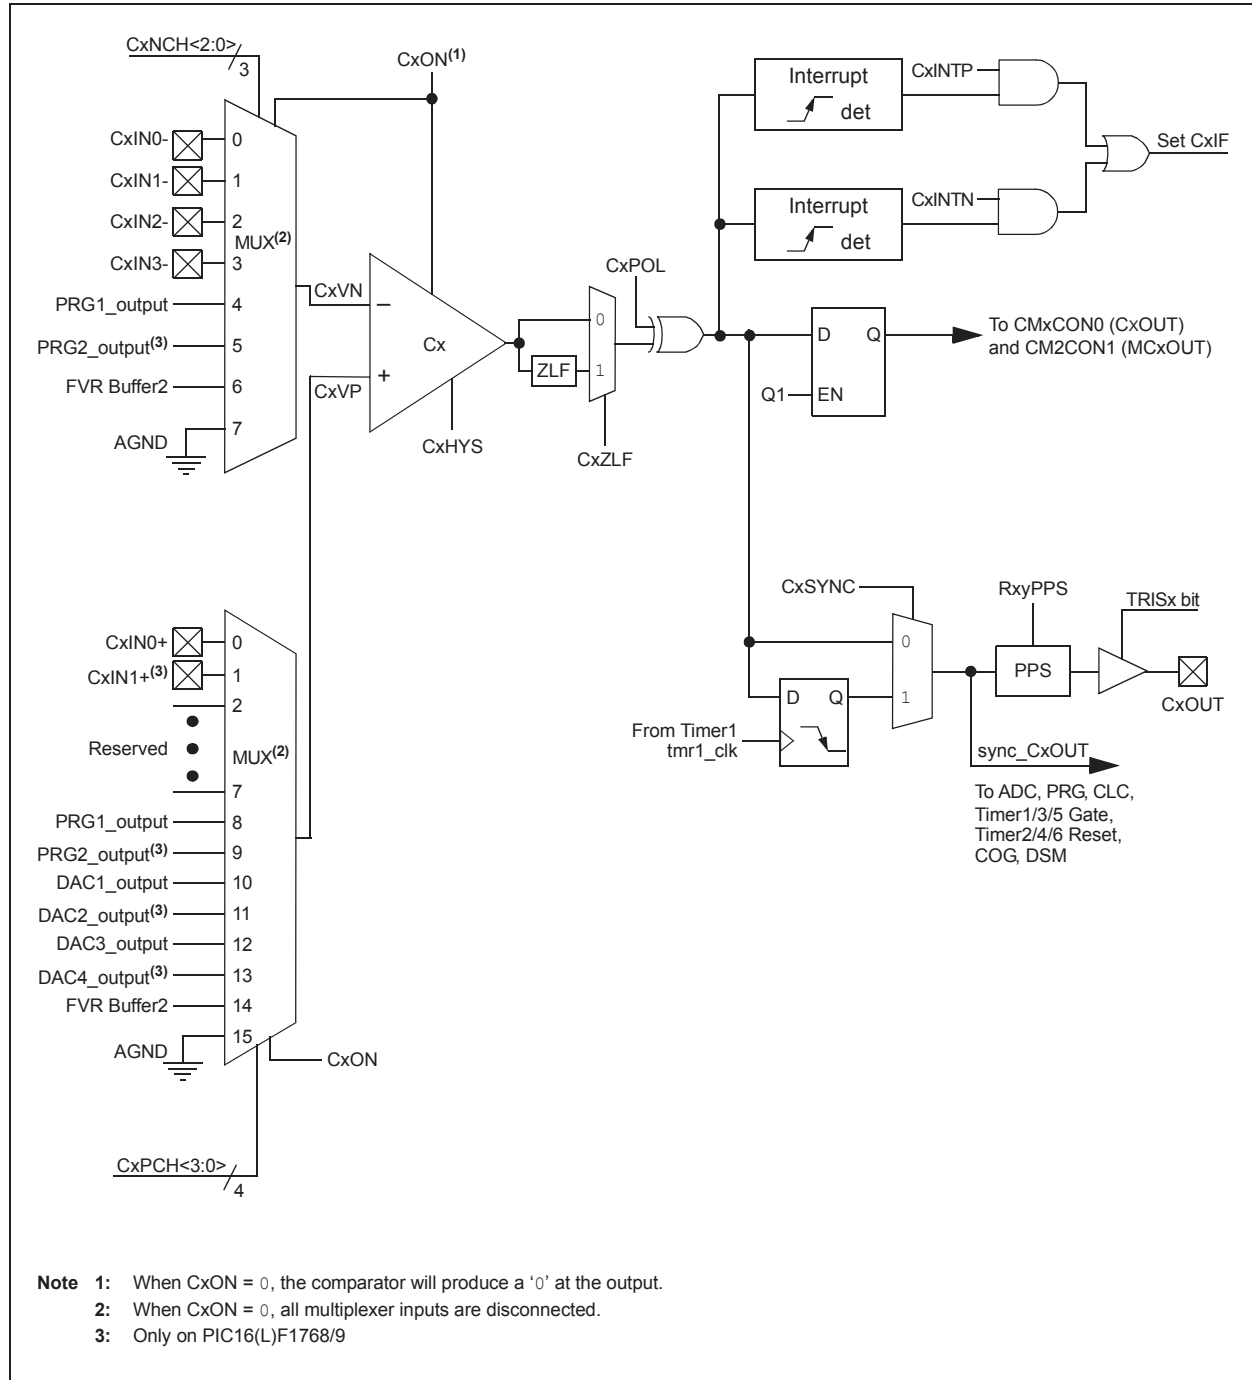 CxNCH<2:0>
3
CxON(1)
CxIN0-
0
CxIN1-
1
CxIN2-
2
MUX(2)
CxIN3-
3
PRG1_output
4
PRG2_output(3)
5
FVR Buffer2
6
AGND
7
CxVN
−
Cx
+
CxVP
CxHYS
0
ZLF
1
CxZLF
CxPOL
Interrupt
det
CxINTP
Interrupt
det
CxINTN
Set CxIF
D
Q
Q1
EN
To CMxCON0 (CxOUT)
and CM2CON1 (MCxOUT)
CxIN0+
0
CxIN1+(3)
1
2
Reserved
MUX(2)
7
PRG1_output
8
PRG2_output(3)
9
DAC1_output
10
DAC2_output(3)
11
DAC3_output
12
DAC4_output(3)
13
FVR Buffer2
14
AGND
15
CxON
CxPCH<3:0>
4
CxSYNC
0
1
D
Q
From Timer1
tmr1_clk
RxyPPS
PPS
TRISx bit
CxOUT
sync_CxOUT
To ADC, PRG, CLC,
Timer1/3/5 Gate,
Timer2/4/6 Reset,
COG, DSM
Note 1: When CxON = 0, the comparator will produce a ‘0’ at the output.
2: When CxON = 0, all multiplexer inputs are disconnected.
3: Only on PIC16(L)F1768/9